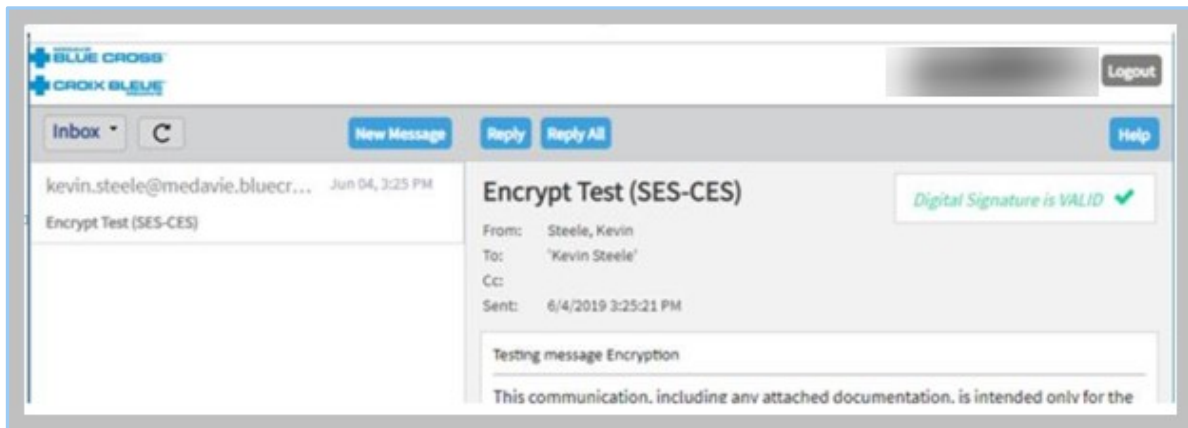 BLUE CROSS
CROIX BLEUE
Logout
Inbox
New Message
Reply
Reply All
Help
kevin.steele@medavie.bluecr... Jun 04, 3:25 PM
Encrypt Test (SES-CES)
Encrypt Test (SES-CES)
Digital Signature is VALID
From: Steele, Kevin
To: 'Kevin Steele'
Cc:
Sent: 6/4/2019 3:25:21 PM
Testing message Encryption
This communication, including any attached documentation, is intended only for the